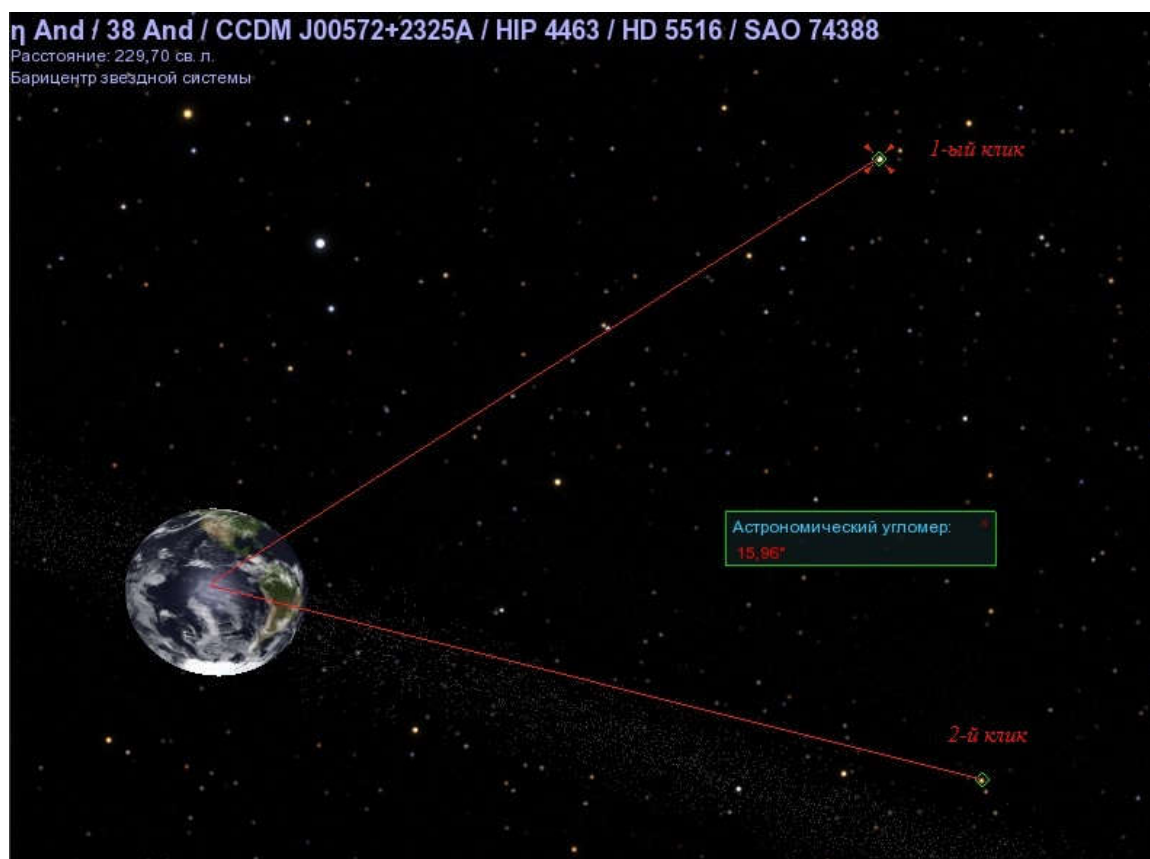 η And / 38 And / CCDM J00572+2325A / HIP 4463 / HD 5516 / SAO 74388
Расстояние: 229,70 св. л.
Барицентр звездной системы
1-ый клик
Астрономический угломер:
15,96°
2-й клик